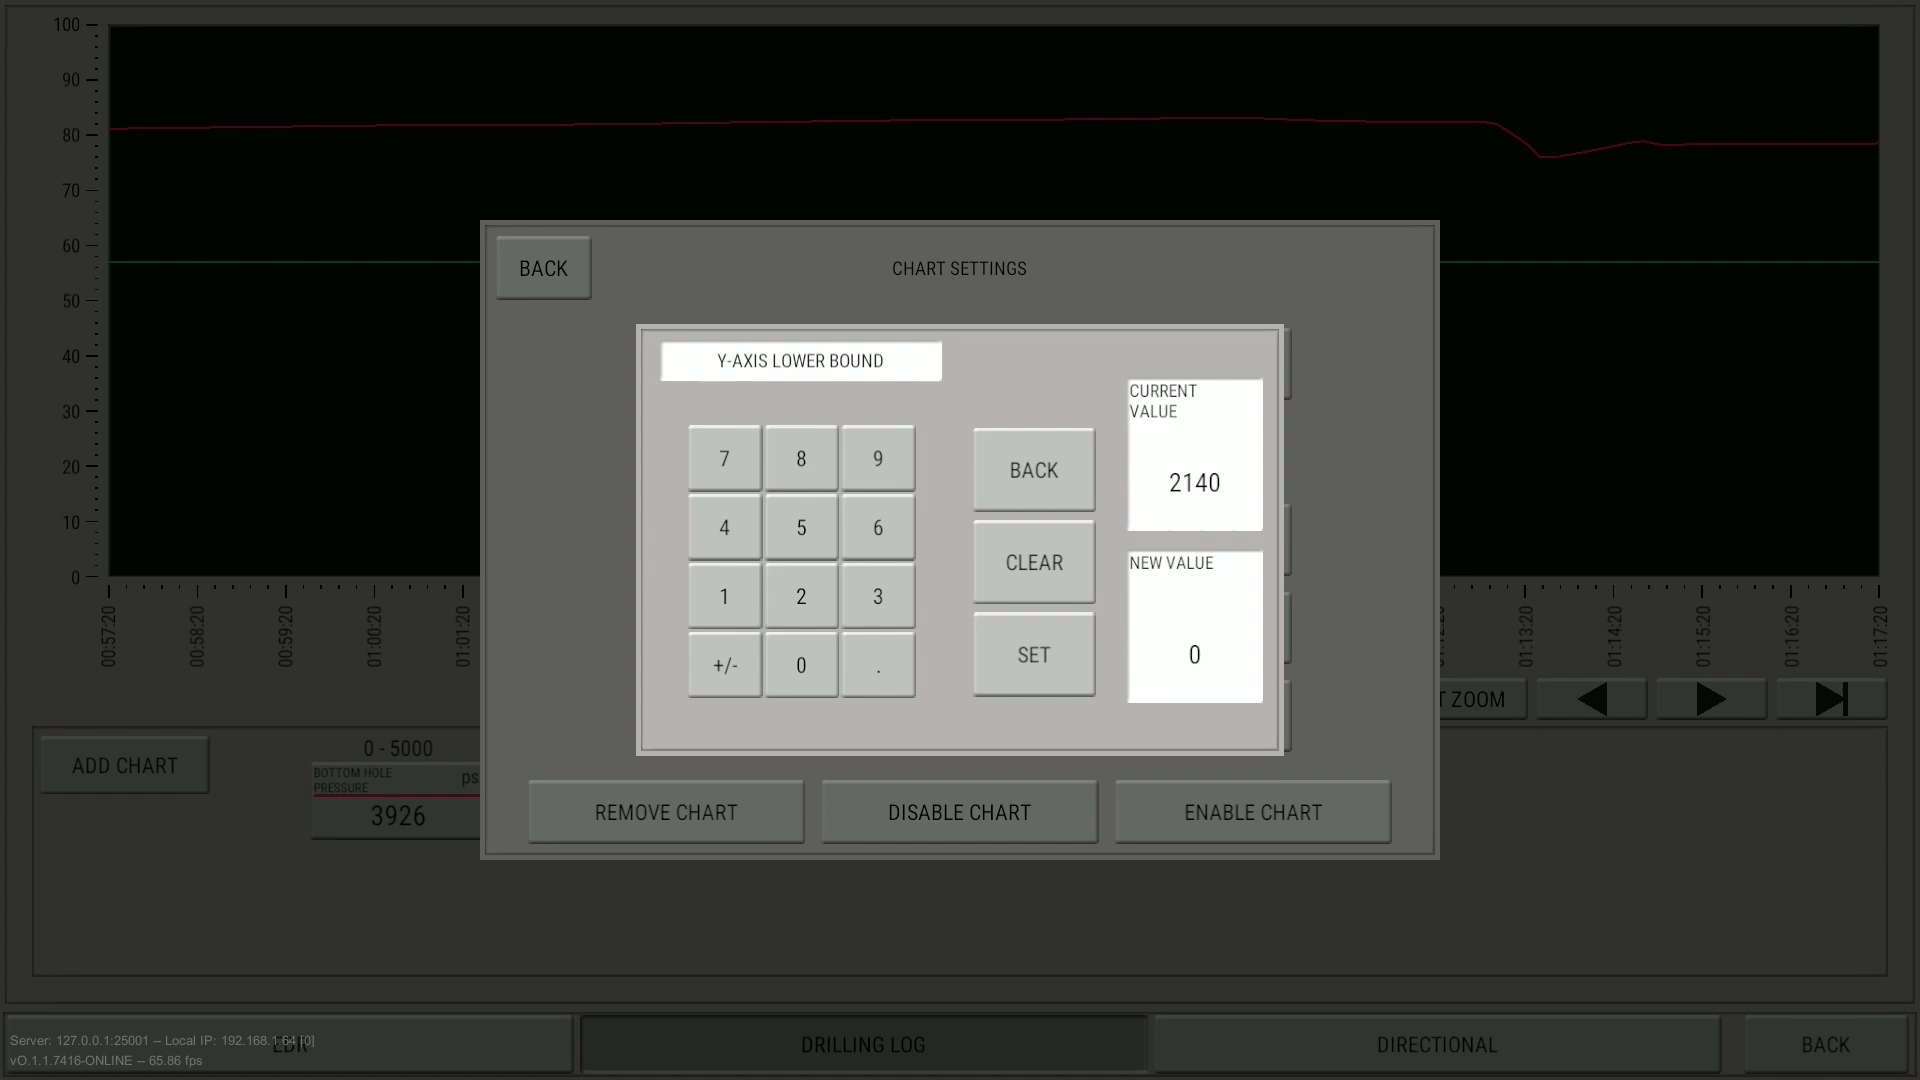 100
90
80
70
60
50
40
30
20
10
0
00:57:20
00:58:20
00:59:20
01:00:20
01:01:20
01:13:20
01:14:20
01:15:20
01:16:20
01:17:20
BACK
CHART SETTINGS
Y-AXIS LOWER BOUND
7 8 9
4 5 6
1 2 3
+/- 0 .
BACK
CLEAR
SET
CURRENT
VALUE
2140
NEW VALUE
0
REMOVE CHART
DISABLE CHART
ENABLE CHART
T ZOOM
ADD CHART
0 - 5000
BOTTOM HOLE
PRESSURE
ps
3926
EDR
DRILLING LOG
DIRECTIONAL
BACK
Server: 127.0.0.1:25001 -- Local IP: 192.168.1.64 [0]
vO.1.1.7416-ONLINE -- 65.86 fps